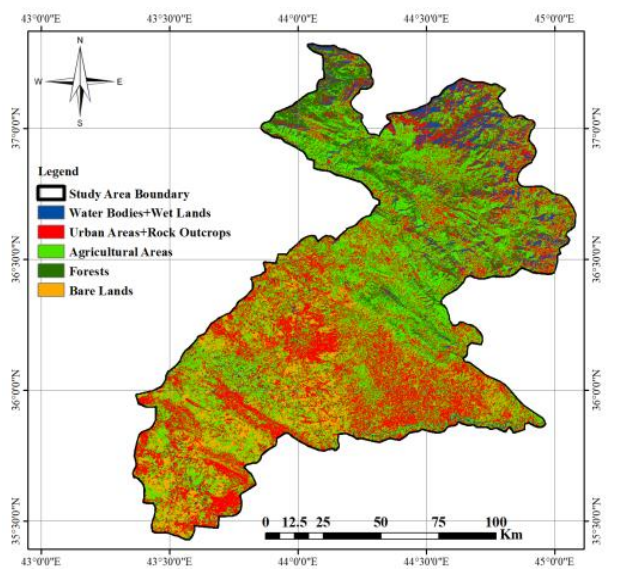 43°0'0"N 43°30'0"N 44°0'0"N 44°30'0"N 45°0'0"N
N
W E
S
37°0'0"N
36°30'0"N
36°0'0"N
35°30'0"N
Legend
Study Area Boundary
Water Bodies+Wet Lands
Urban Areas+Rock Outcrops
Agricultural Areas
Forests
Bare Lands
37°0'0"N
36°30'0"N
36°0'0"N
35°30'0"N
0 12.5 25 50 75 100
Km
43°0'0"N 43°30'0"N 44°0'0"N 44°30'0"N 45°0'0"N